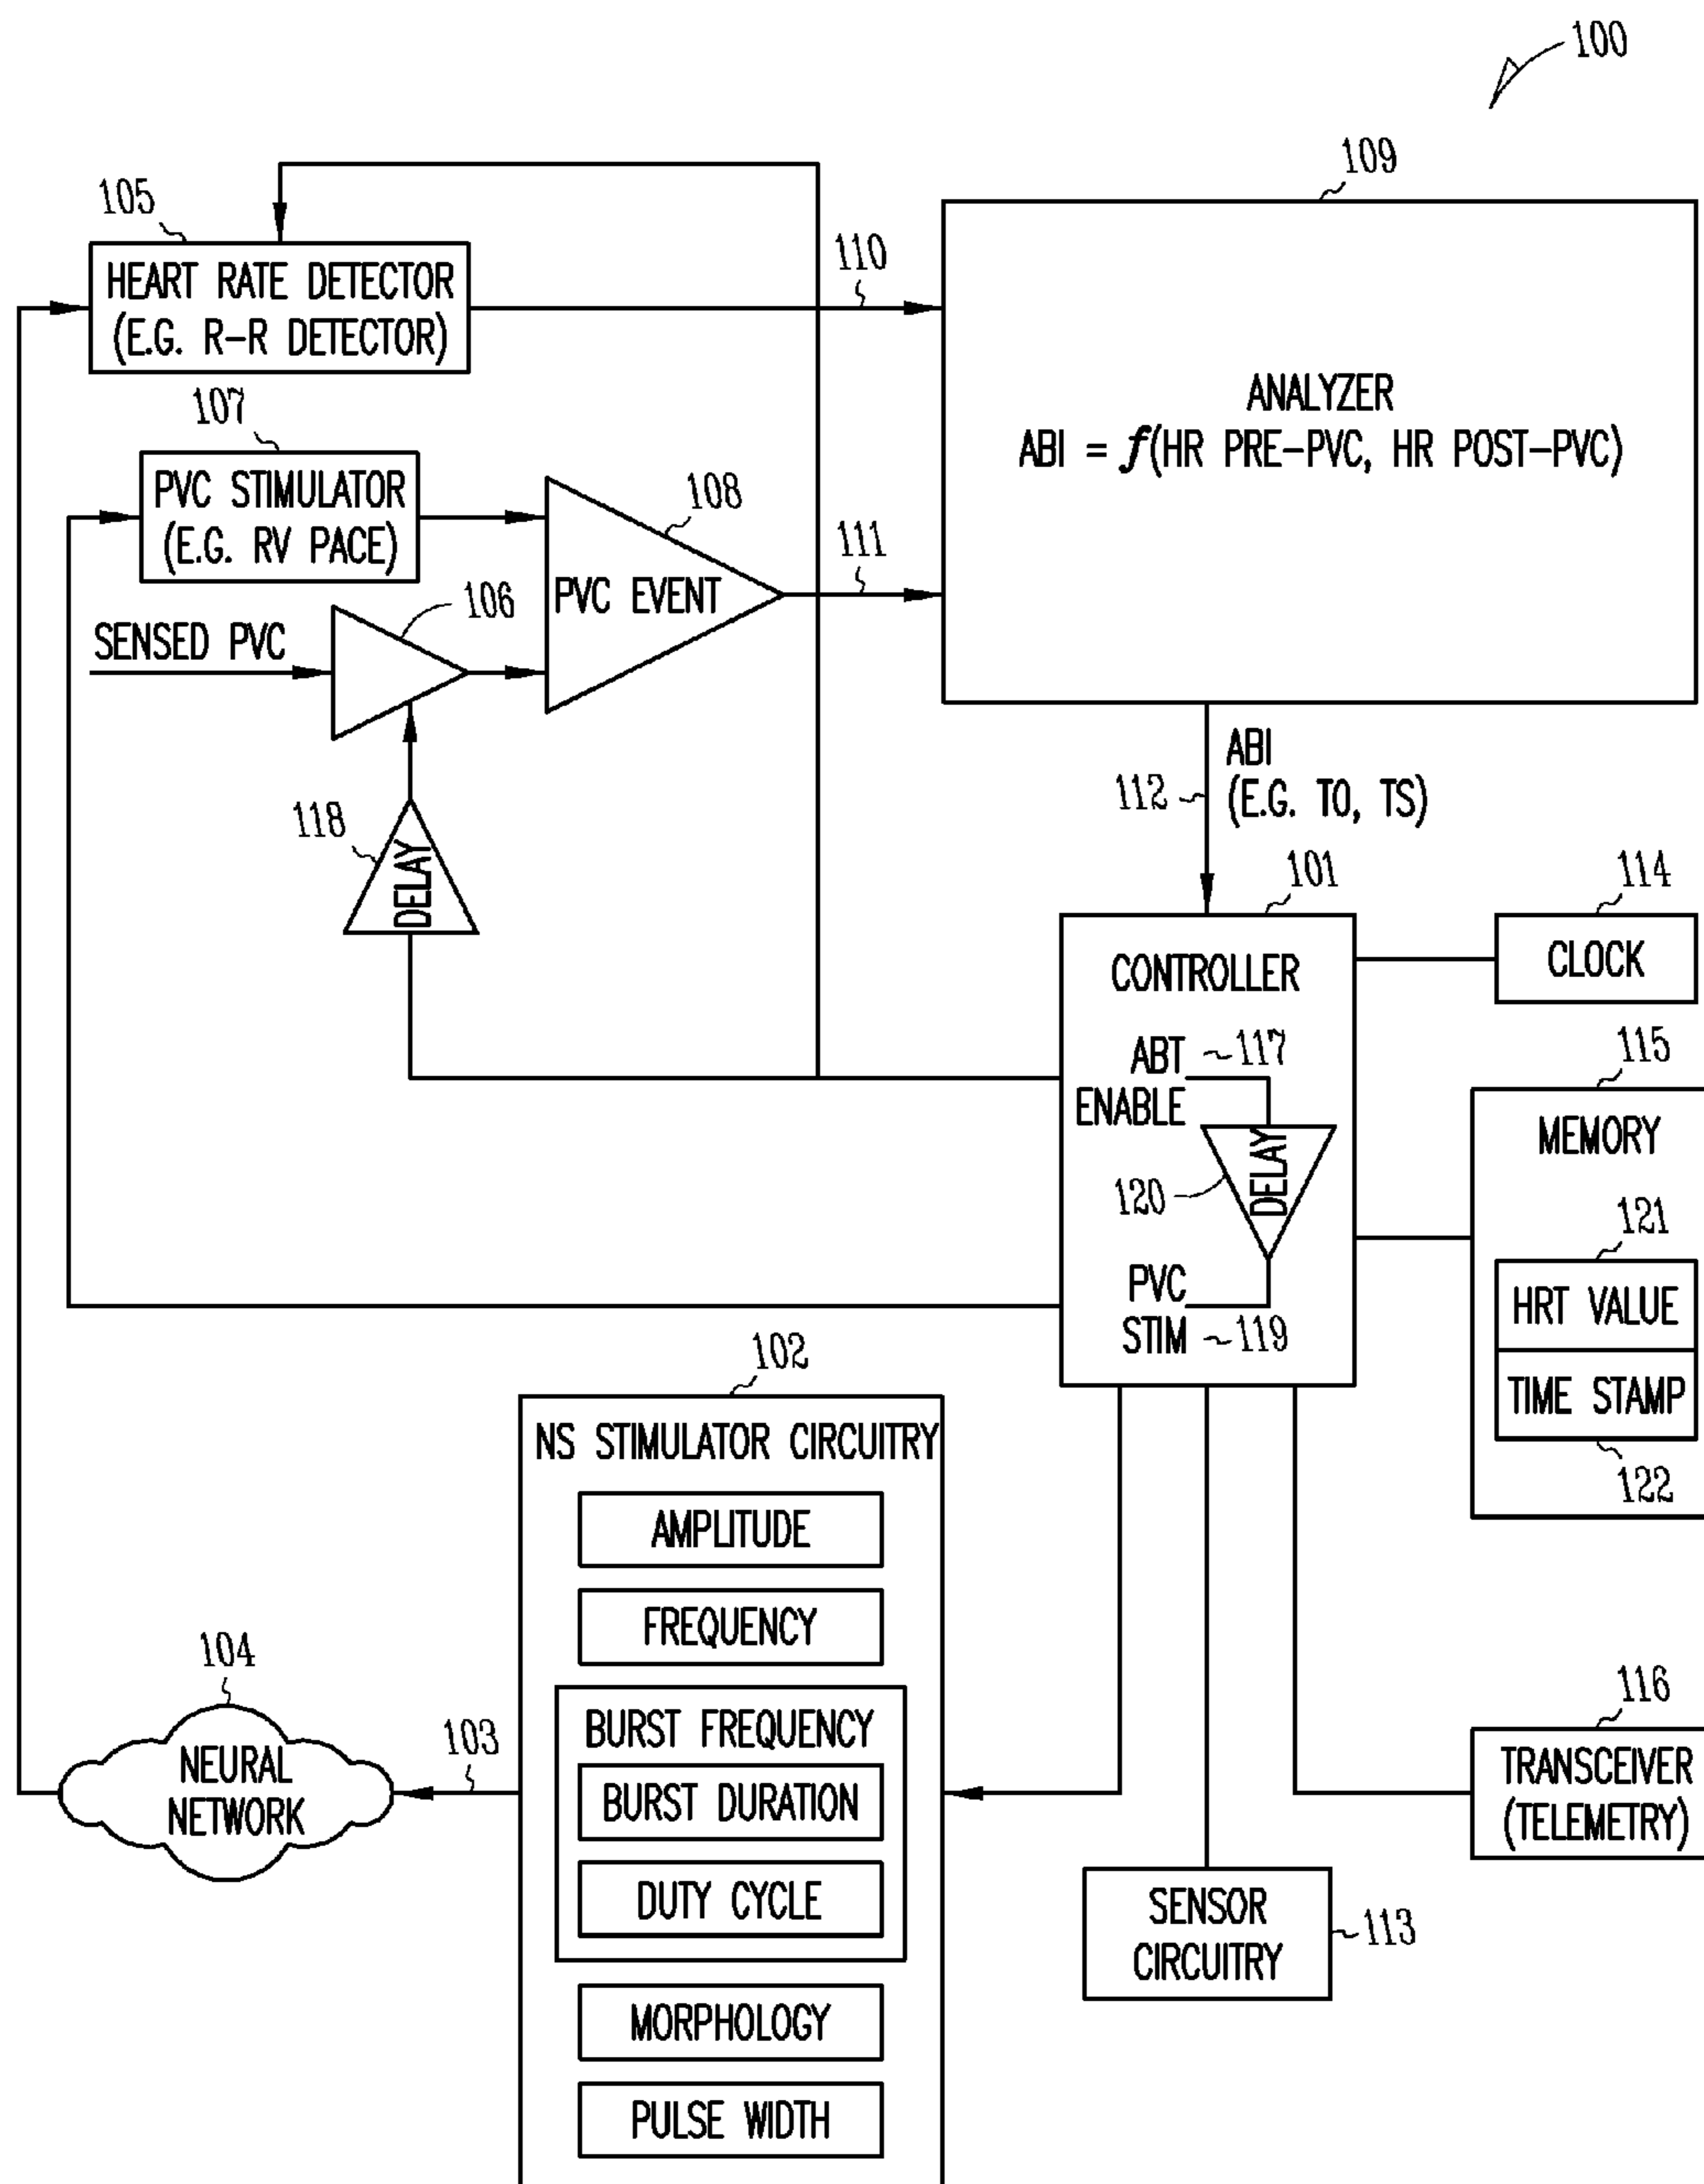 100
109
105
HEART RATE DETECTOR
(E.G. R-R DETECTOR)
110
ANALYZER
ABI = f(HR PRE-PVC, HR POST-PVC)
107
PVC STIMULATOR
(E.G. RV PACE)
108
PVC EVENT
111
106
SENSED PVC
118
DELAY
112
ABI
(E.G. TO, TS)
101
CONTROLLER
114
CLOCK
ABT
ENABLE
117
DELAY
120
PVC
STIM
119
115
MEMORY
121
HRT VALUE
TIME STAMP
122
102
NS STIMULATOR CIRCUITRY
AMPLITUDE
FREQUENCY
BURST FREQUENCY
BURST DURATION
DUTY CYCLE
MORPHOLOGY
PULSE WIDTH
104
NEURAL
NETWORK
103
116
TRANSCEIVER
(TELEMETRY)
SENSOR
CIRCUITRY
113